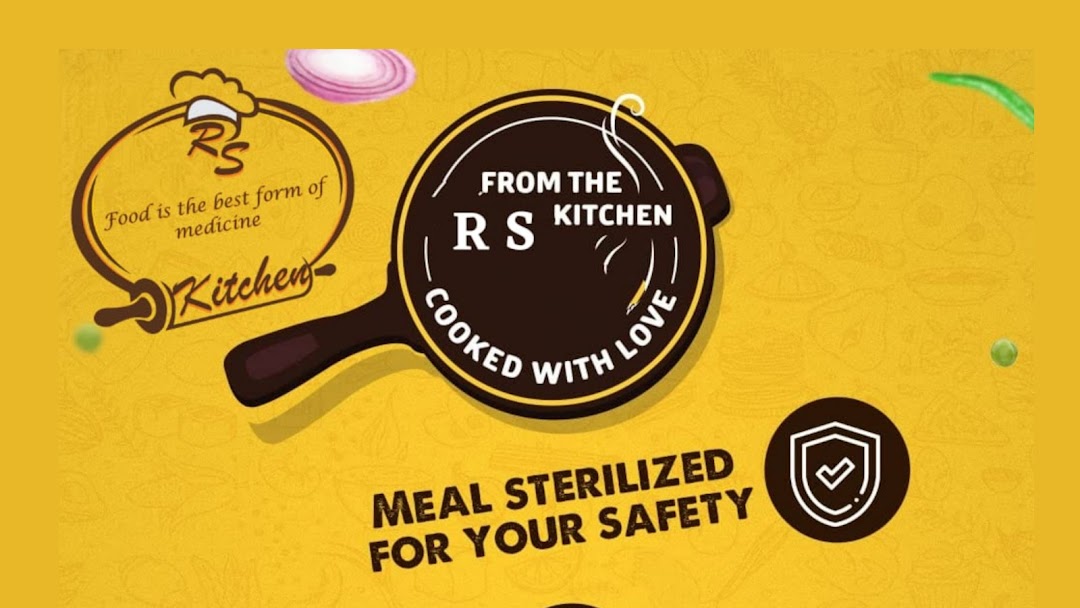 RS
Food is the best form of
medicine
Kitchen
FROM THE
R S KITCHEN
COOKED WITH LOVE
MEAL STERILIZED
FOR YOUR SAFETY